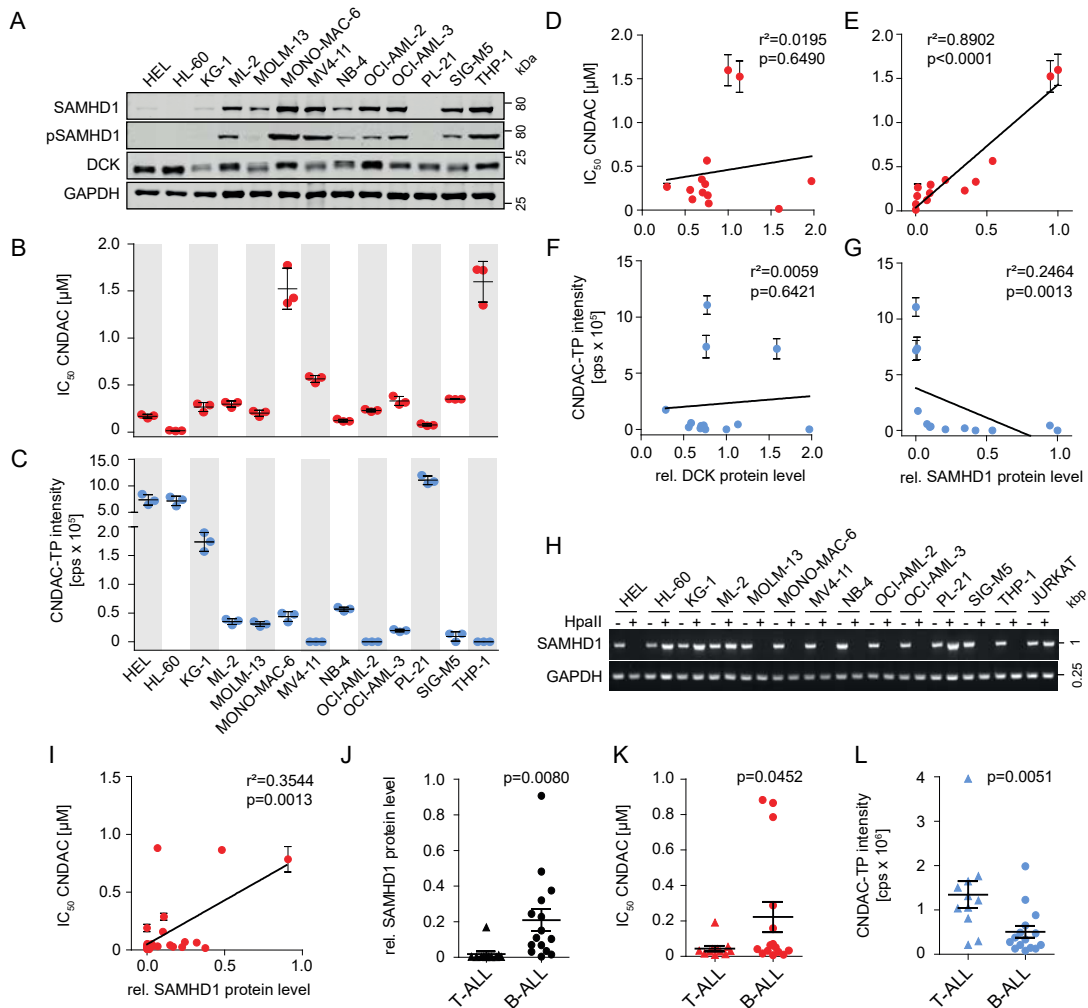 A
HEL
HL-60
KG-1
ML-2
MOLM-13
MONO-MAC-6
MV4-11
NB-4
OCI-AML-2
OCI-AML-3
PL-21
SIG-M5
THP-1
kDa
SAMHD1
80
pSAMHD1
80
DCK
25
GAPDH
25
B
IC₅₀ CNDAC [µM]
2.0
1.5
1.0
0.5
0
C
CNDAC-TP intensity
[cps x 10⁵]
15.0
10.0
5.0
2.0
1.5
1.0
0.5
0
HEL
HL-60
KG-1
ML-2
MOLM-13
MONO-MAC-6
MV4-11
NB-4
OCI-AML-2
OCI-AML-3
PL-21
SIG-M5
THP-1
D
r²=0.0195
p=0.6490
IC₅₀ CNDAC [µM]
2.0
1.5
1.0
0.5
0
0 0.5 1.0 1.5 2.0
E
r²=0.8902
p<0.0001
2.0
1.5
1.0
0.5
0
0.0 0.5 1.0
F
r²=0.0059
p=0.6421
CNDAC-TP intensity
[cps x 10⁵]
15
10
5
0
0 0.5 1.0 1.5 2.0
rel. DCK protein level
G
r²=0.2464
p=0.0013
15
10
5
0
0.0 0.5 1.0
rel. SAMHD1 protein level
H
HEL
HL-60
KG-1
ML-2
MOLM-13
MONO-MAC-6
MV4-11
NB-4
OCI-AML-2
OCI-AML-3
PL-21
SIG-M5
THP-1
JURKAT
kbp
HpaII - + - + - + - + - + - + - + - + - + - + - + - + - + - +
SAMHD1
1
GAPDH
0.25
I
r²=0.3544
p=0.0013
IC₅₀ CNDAC [µM]
1.5
1.0
0.5
0
0.0 0.5 1.0
rel. SAMHD1 protein level
J
p=0.0080
rel. SAMHD1 protein level
1.0
0.8
0.6
0.4
0.2
0
T-ALL
B-ALL
K
p=0.0452
IC₅₀ CNDAC [µM]
1.0
0.8
0.6
0.4
0.2
0
T-ALL
B-ALL
L
p=0.0051
CNDAC-TP intensity
[cps x 10⁶]
4
3
2
1
0
T-ALL
B-ALL